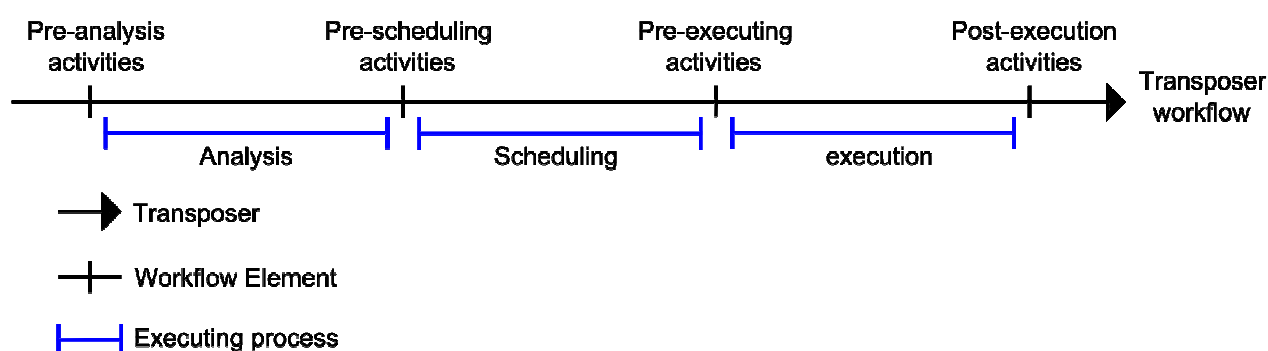 Pre-analysis
activities
Pre-scheduling
activities
Pre-executing
activities
Post-execution
activities
Transposer
workflow
Analysis
Scheduling
execution
Transposer
Workflow Element
Executing process